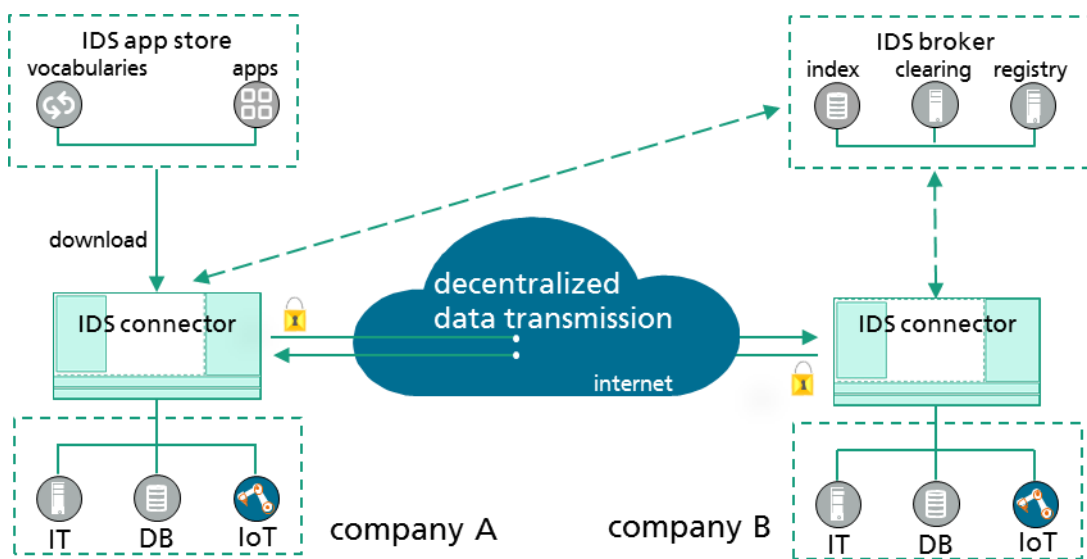 IDS app store
vocabularies
apps
IDS broker
index
clearing
registry
download
decentralized
data transmission
internet
IDS connector
IDS connector
IT
DB
IoT
company A
company B
IT
DB
IoT